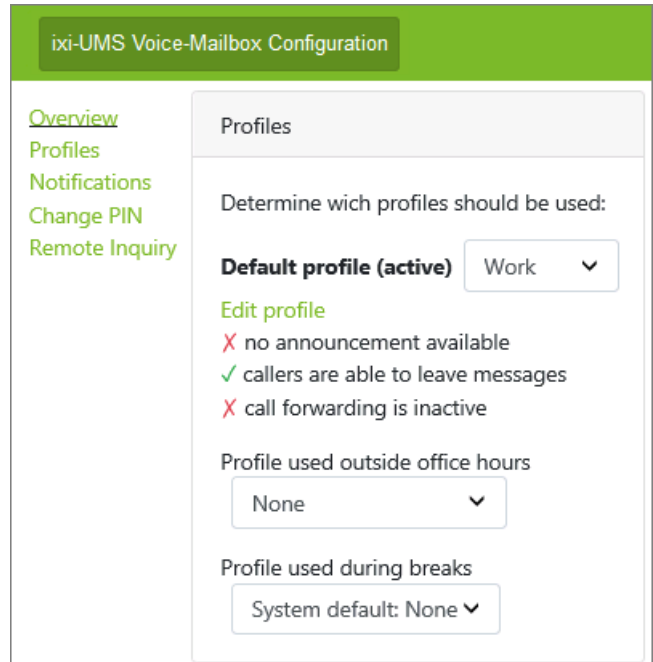 ixi-UMS Voice-Mailbox Configuration
Overview
Profiles
Notifications
Change PIN
Remote Inquiry
Profiles
Determine wich profiles should be used:
Default profile (active) Work
Edit profile
✗ no announcement available
✓ callers are able to leave messages
✗ call forwarding is inactive
Profile used outside office hours
None
Profile used during breaks
System default: None